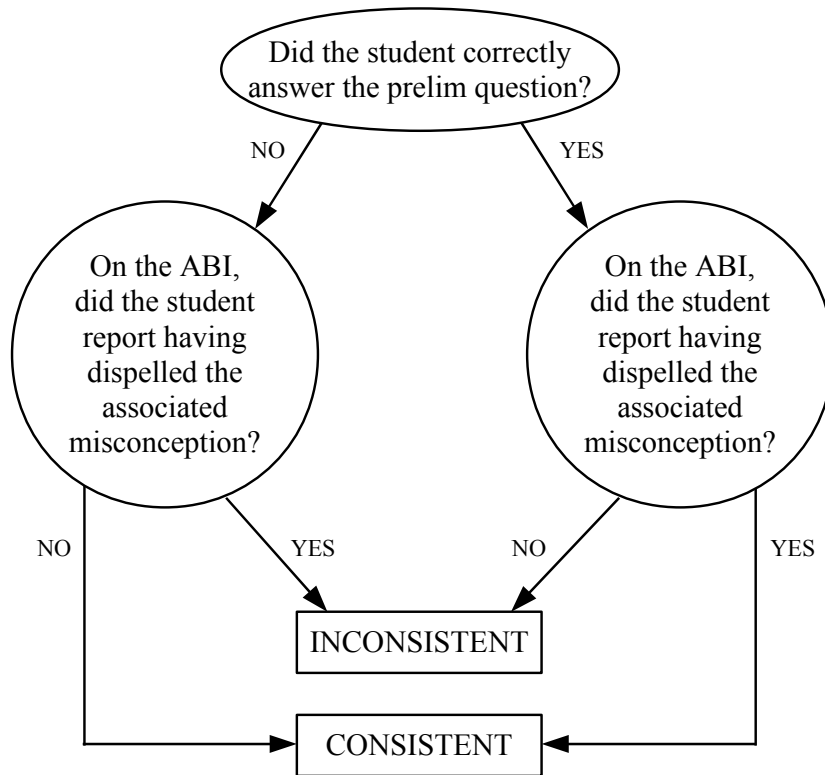 Did the student correctly
answer the prelim question?
NO
YES
On the ABI,
did the student
report having
dispelled the
associated
misconception?
On the ABI,
did the student
report having
dispelled the
associated
misconception?
NO
YES
NO
YES
INCONSISTENT
CONSISTENT